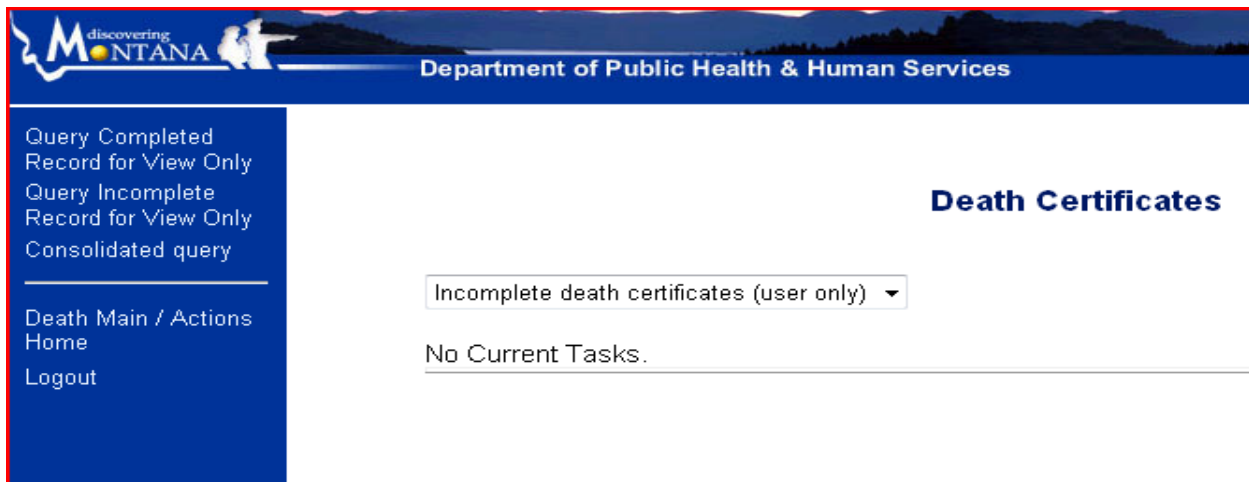 discovering
MONTANA
Department of Public Health & Human Services
Query Completed
Record for View Only
Query Incomplete
Record for View Only
Consolidated query
Death Main / Actions
Home
Logout
Death Certificates
Incomplete death certificates (user only)
No Current Tasks.